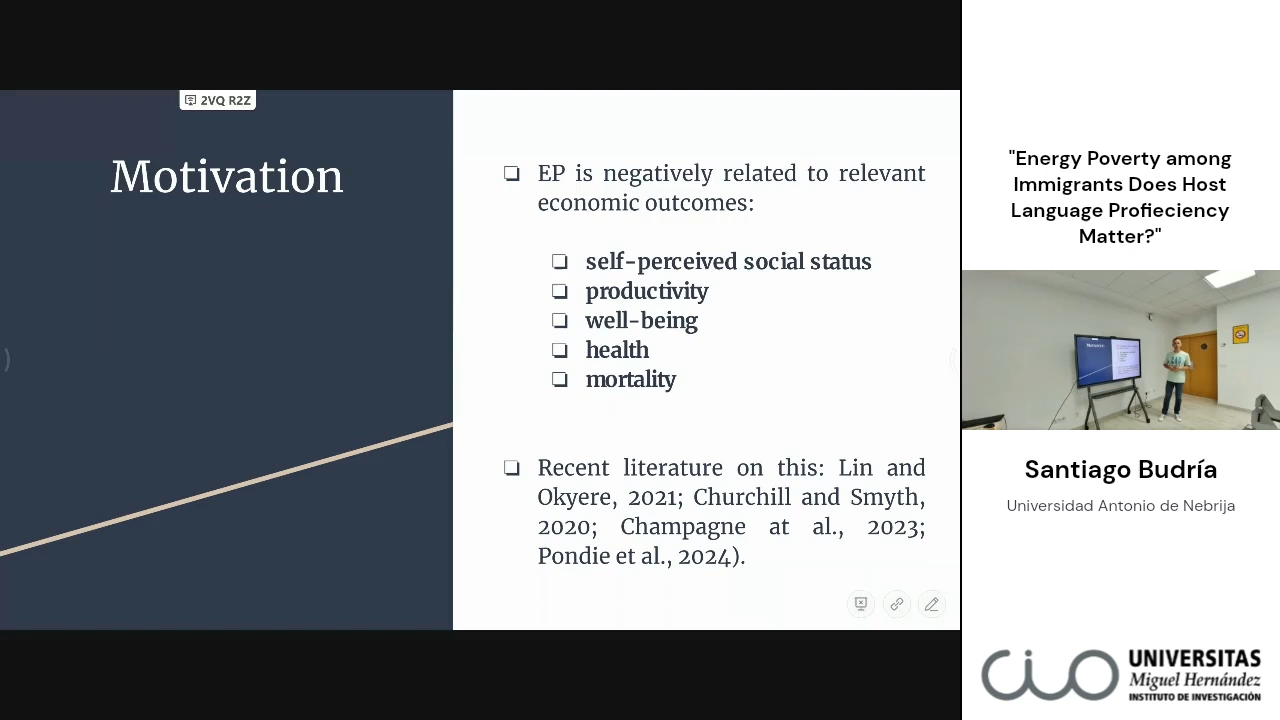 2VQ R2Z
Motivation
❏ EP is negatively related to relevant
economic outcomes:
❏ self-perceived social status
❏ productivity
❏ well-being
❏ health
❏ mortality
❏ Recent literature on this: Lin and
Okyere, 2021; Churchill and Smyth,
2020; Champagne at al., 2023;
Pondie et al., 2024).
"Energy Poverty among
Immigrants Does Host
Language Profieciency
Matter?"
Santiago Budría
Universidad Antonio de Nebrija
cio
UNIVERSITAS
Miguel Hernández
INSTITUTO DE INVESTIGACIÓN